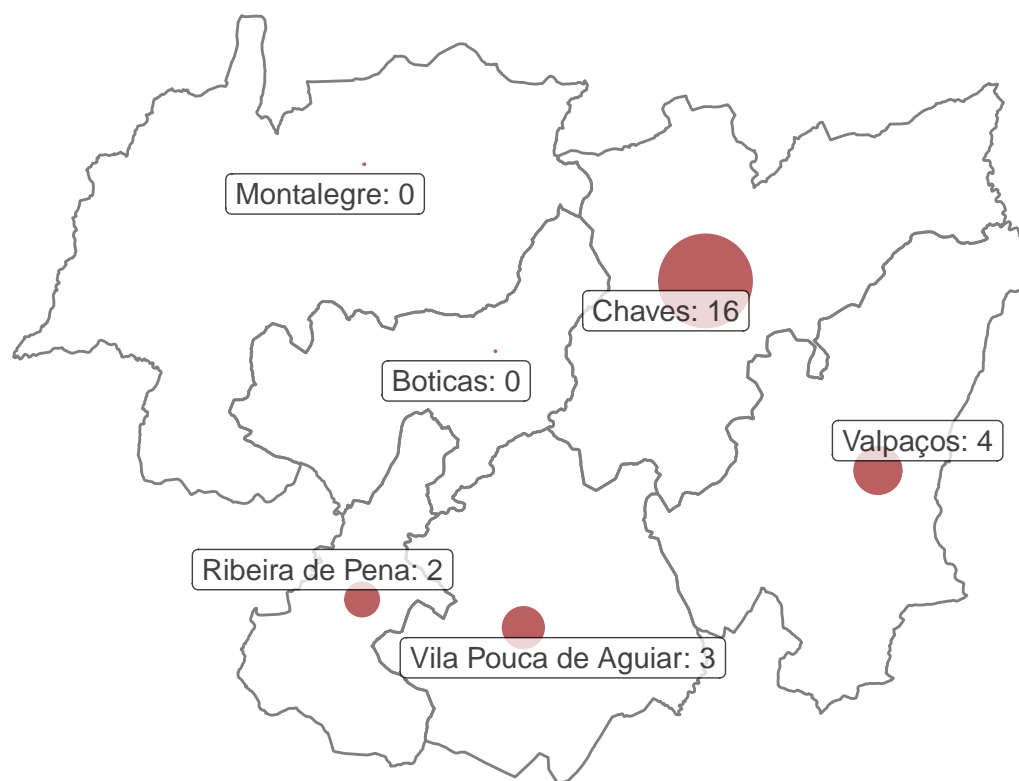 Montalegre: 0
Chaves: 16
Boticas: 0
Valpaços: 4
Ribeira de Pena: 2
Vila Pouca de Aguiar: 3